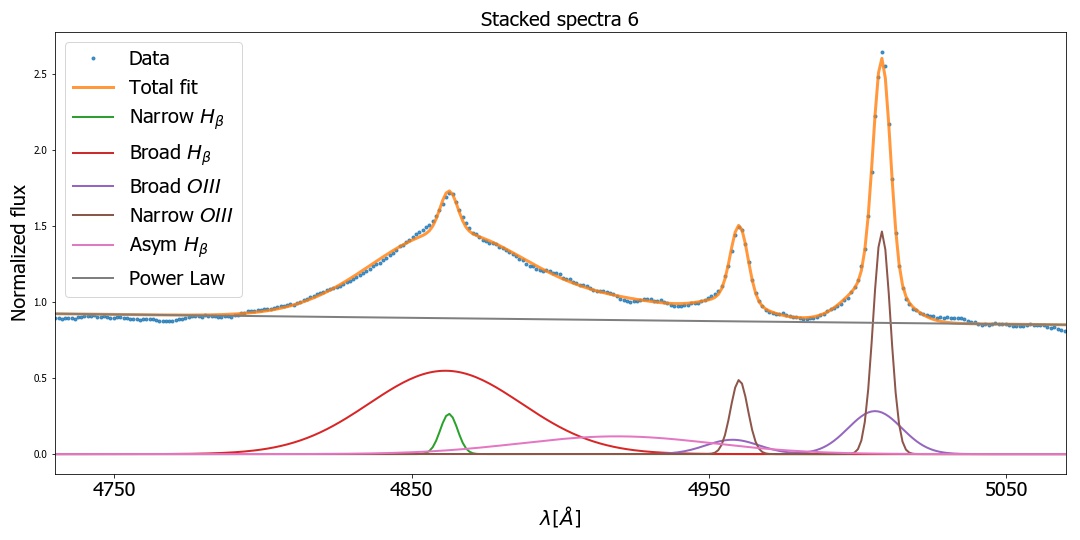 Stacked spectra 6
Data
Total fit
Narrow $H_\beta$
Broad $H_\beta$
Broad $OIII$
Narrow $OIII$
Asym $H_\beta$
Power Law
Normalized flux
2.5
2.0
1.5
1.0
0.5
0.0
4750 4850 4950 5050
λ[Å]